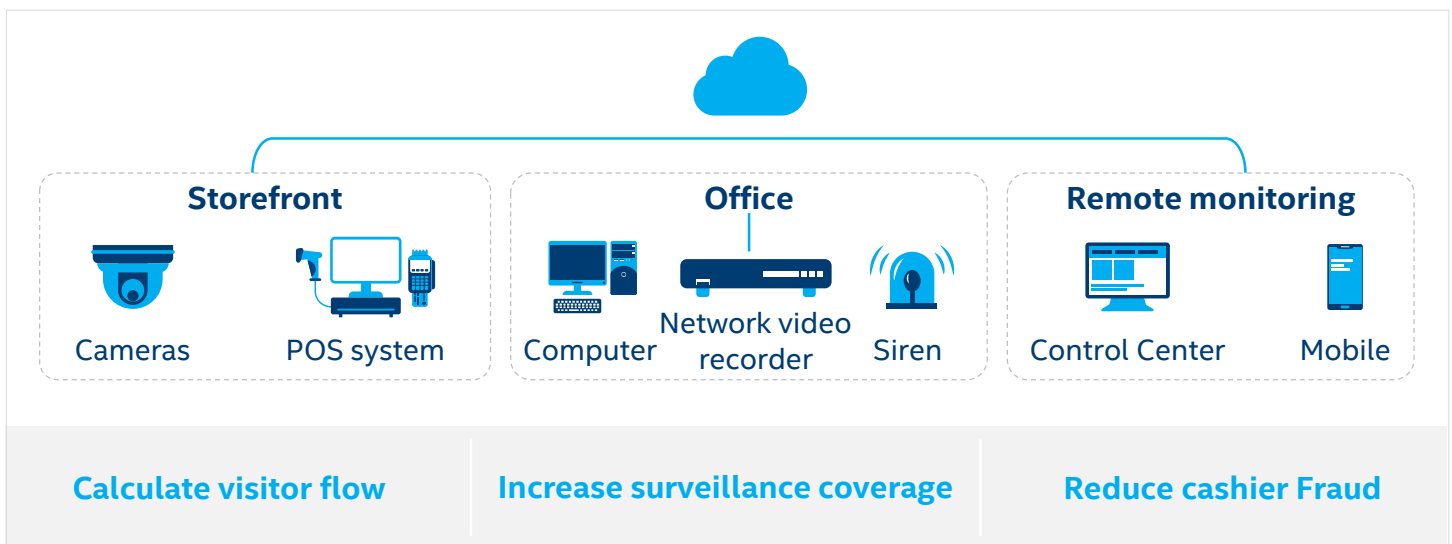 Storefront
Office
Remote monitoring
Cameras
POS system
Computer
Network video
recorder
Siren
Control Center
Mobile
Calculate visitor flow
Increase surveillance coverage
Reduce cashier Fraud